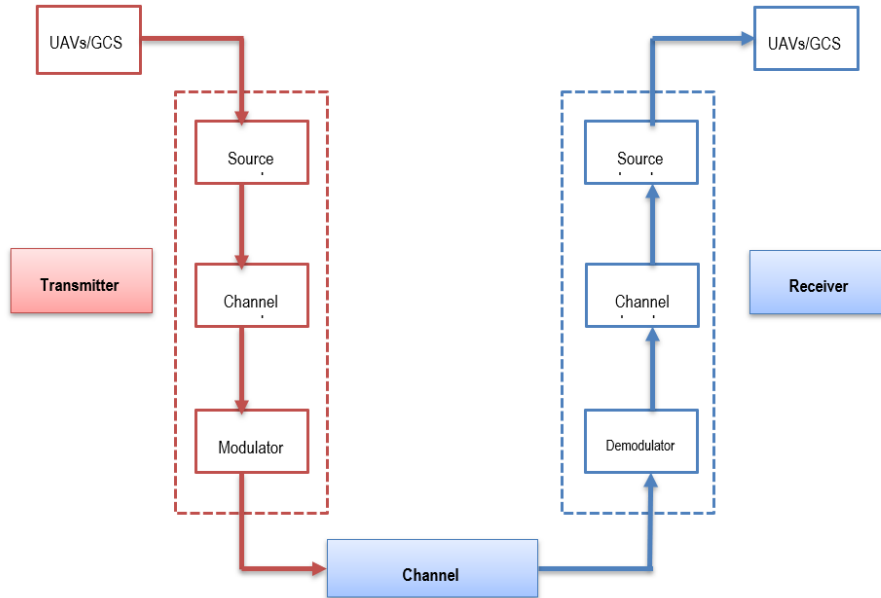 UAVs/GCS
Source
Channel
Modulator
Transmitter
Channel
UAVs/GCS
Source
Channel
Demodulator
Receiver